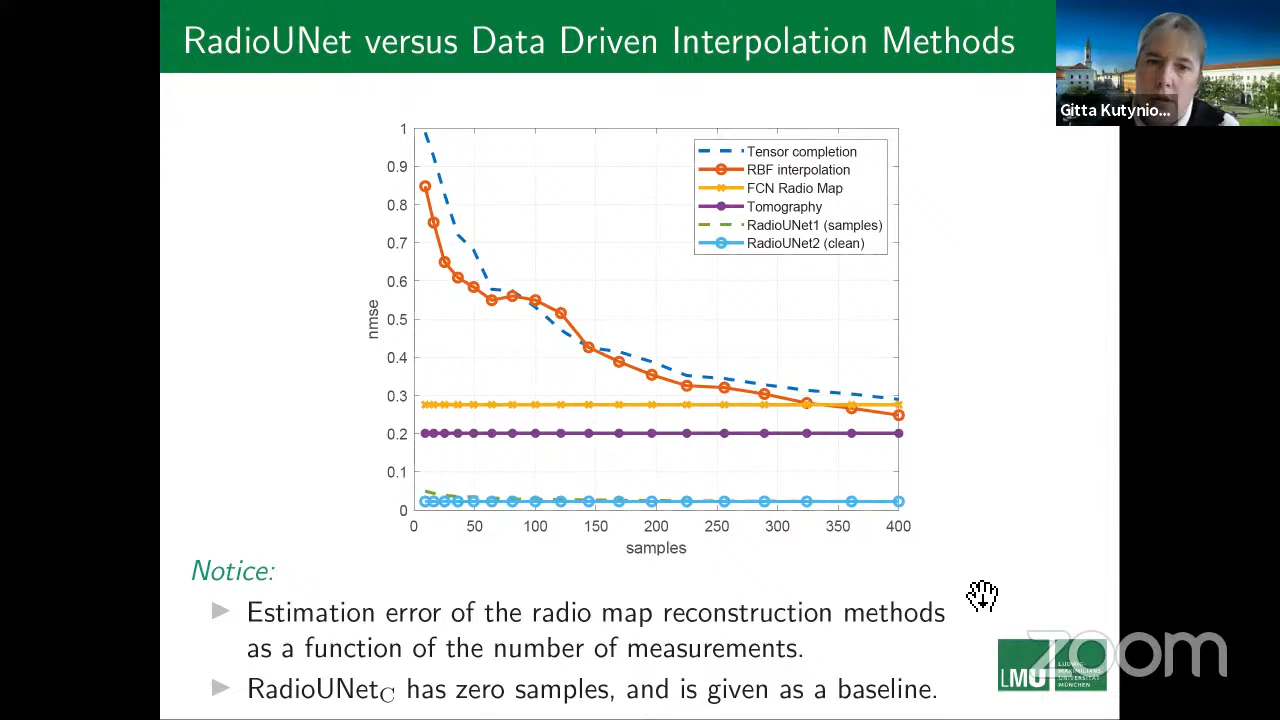 RadioUNet versus Data Driven Interpolation Methods
Gitta Kutynio...
1
0.9
0.8
0.7
0.6
0.5
0.4
0.3
0.2
0.1
0
nmse
Tensor completion
RBF interpolation
FCN Radio Map
Tomography
RadioUNet1 (samples)
RadioUNet2 (clean)
0 50 100 150 200 250 300 350 400
samples
Notice:
Estimation error of the radio map reconstruction methods
as a function of the number of measurements.
RadioUNetC has zero samples, and is given as a baseline.
LMU
LUDWIG-
MAXIMILIANS-
UNIVERSITÄT
MÜNCHEN
zoom